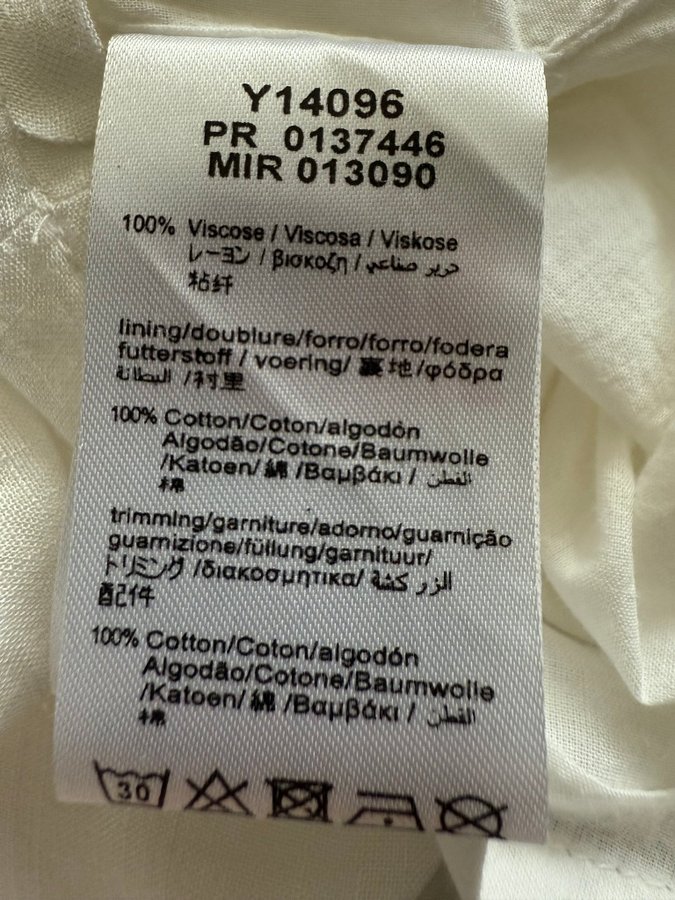 Y14096
PR 0137446
MIR 013090
100% Viscose / Viscosa / Viskose
レーヨン / βισκοζη / حرير صناعي
粘纤
lining/doublure/forro/forro/fodera
futterstoff / voering/ 裏地/φόδρα
البطانة /衬里
100% Cotton/Coton/algodón
Algodão/Cotone/Baumwolle
/Katoen/ 綿 /Βαμβάκι / القطن
棉
trimming/garniture/adorno/guarnição
guarnizione/füllung/garnituur/
トリミング /διακοσμητικα/ الزركشة
配件
100% Cotton/Coton/algodón
Algodão/Cotone/Baumwolle
/Katoen/ 綿 /Βαμβάκι / القطن
棉
30